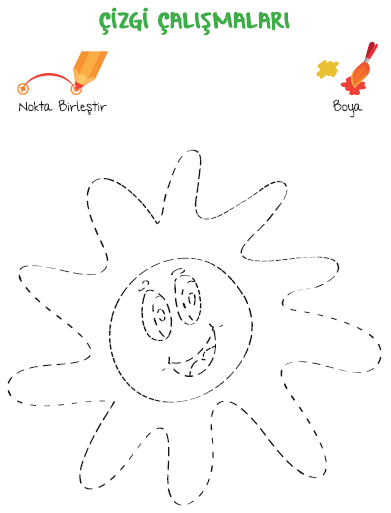 ÇİZGİ ÇALIŞMALARI
Nokta Birleştir
Boya